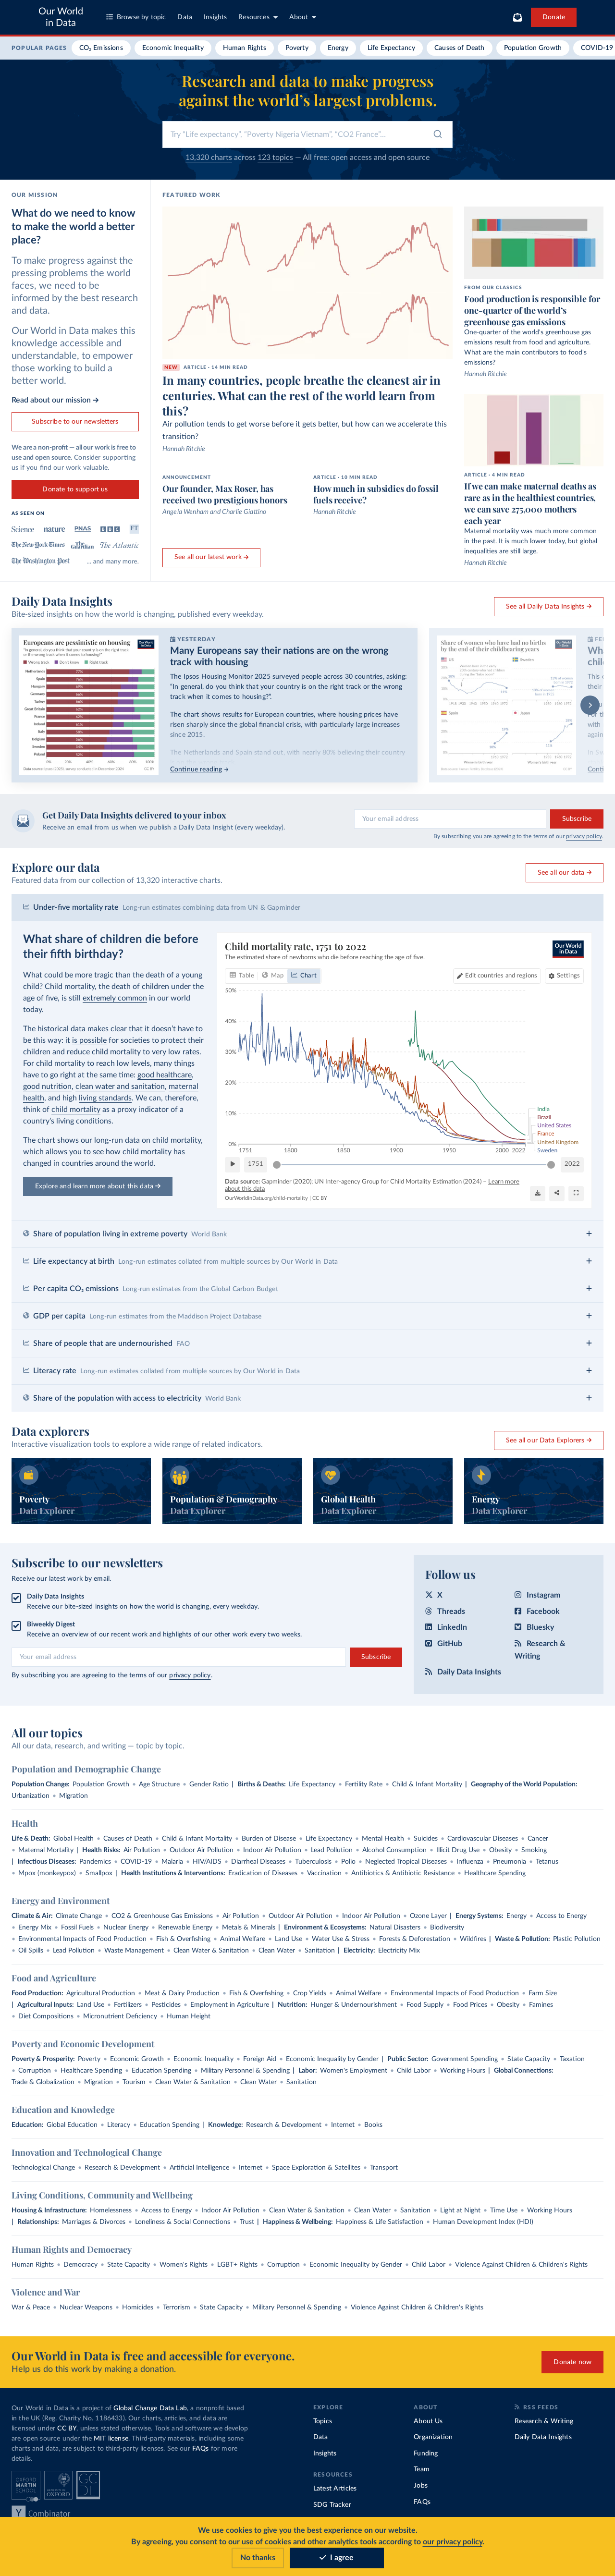 Our World
in Data
Browse by topic
Data
Insights
Resources
About
Donate
POPULAR PAGES
CO₂ Emissions
Economic Inequality
Human Rights
Poverty
Energy
Life Expectancy
Causes of Death
Population Growth
COVID-19
Research and data to make progress
against the world’s largest problems.
Try "Life expectancy", "Poverty Nigeria Vietnam", "CO2 France"...
13,320 charts across 123 topics — All free: open access and open source
OUR MISSION
What do we need to know
to make the world a better
place?
To make progress against the
pressing problems the world
faces, we need to be
informed by the best research
and data.
Our World in Data makes this
knowledge accessible and
understandable, to empower
those working to build a
better world.
Read about our mission →
Subscribe to our newsletters
We are a non-profit — all our work is free to
use and open source. Consider supporting
us if you find our work valuable.
Donate to support us
AS SEEN ON
Science
nature
PNAS
BBC
FT
The New York Times
The Guardian
The Atlantic
The Washington Post
... and many more.
FEATURED WORK
NEW ARTICLE - 14 MIN READ
In many countries, people breathe the cleanest air in
centuries. What can the rest of the world learn from
this?
Air pollution tends to get worse before it gets better, but how can we accelerate this
transition?
Hannah Ritchie
ANNOUNCEMENT
Our founder, Max Roser, has
received two prestigious honors
Angela Wenham and Charlie Giattino
ARTICLE - 10 MIN READ
How much in subsidies do fossil
fuels receive?
Hannah Ritchie
See all our latest work →
FROM OUR CLASSICS
Food production is responsible for
one-quarter of the world’s
greenhouse gas emissions
One-quarter of the world's greenhouse gas
emissions result from food and agriculture.
What are the main contributors to food's
emissions?
Hannah Ritchie
ARTICLE - 4 MIN READ
If we can make maternal deaths as
rare as in the healthiest countries,
we can save 275,000 mothers
each year
Maternal mortality was much more common
in the past. It is much lower today, but global
inequalities are still large.
Hannah Ritchie
Daily Data Insights
Bite-sized insights on how the world is changing, published every weekday.
See all Daily Data Insights →
Europeans are pessimistic on housing
YESTERDAY
Many Europeans say their nations are on the wrong
track with housing
The Ipsos Housing Monitor 2025 surveyed people across 30 countries, asking:
"In general, do you think that your country is on the right track or the wrong
track when it comes to housing?".
The chart shows results for European countries, where housing prices have
risen sharply since the global financial crisis, with particularly large increases
since 2015.
The Netherlands and Spain stand out, with nearly 80% believing their country
Continue reading →
Share of women who have had no births
by the end of their childbearing years
Get Daily Data Insights delivered to your inbox
Receive an email from us when we publish a Daily Data Insight (every weekday).
Your email address
Subscribe
By subscribing you are agreeing to the terms of our privacy policy.
Explore our data
Featured data from our collection of 13,320 interactive charts.
See all our data →
Under-five mortality rate Long-run estimates combining data from UN & Gapminder
What share of children die before
their fifth birthday?
What could be more tragic than the death of a young
child? Child mortality, the death of children under the
age of five, is still extremely common in our world
today.
The historical data makes clear that it doesn’t have to
be this way: it is possible for societies to protect their
children and reduce child mortality to very low rates.
For child mortality to reach low levels, many things
have to go right at the same time: good healthcare,
good nutrition, clean water and sanitation, maternal
health, and high living standards. We can, therefore,
think of child mortality as a proxy indicator of a
country’s living conditions.
The chart shows our long-run data on child mortality,
which allows you to see how child mortality has
changed in countries around the world.
Explore and learn more about this data →
Child mortality rate, 1751 to 2022
The estimated share of newborns who die before reaching the age of five.
Our World
in Data
Table
Map
Chart
Edit countries and regions
Settings
50%
40%
30%
20%
10%
0%
1751
1800
1850
1900
1950
2000
2022
India
Brazil
United States
France
United Kingdom
Sweden
1751
2022
Data source: Gapminder (2020); UN Inter-agency Group for Child Mortality Estimation (2024) – Learn more
about this data
OurWorldinData.org/child-mortality | CC BY
Share of population living in extreme poverty World Bank
Life expectancy at birth Long-run estimates collated from multiple sources by Our World in Data
Per capita CO₂ emissions Long-run estimates from the Global Carbon Budget
GDP per capita Long-run estimates from the Maddison Project Database
Share of people that are undernourished FAO
Literacy rate Long-run estimates collated from multiple sources by Our World in Data
Share of the population with access to electricity World Bank
Data explorers
Interactive visualization tools to explore a wide range of related indicators.
See all our Data Explorers →
Poverty
Data Explorer
Population & Demography
Data Explorer
Global Health
Data Explorer
Energy
Data Explorer
Subscribe to our newsletters
Receive our latest work by email.
Daily Data Insights
Receive our bite-sized insights on how the world is changing, every weekday.
Biweekly Digest
Receive an overview of our recent work and highlights of our other work every two weeks.
Your email address
Subscribe
By subscribing you are agreeing to the terms of our privacy policy.
Follow us
X
Instagram
Threads
Facebook
LinkedIn
Bluesky
GitHub
Research &
Writing
Daily Data Insights
All our topics
All our data, research, and writing — topic by topic.
Population and Demographic Change
Population Change: Population Growth • Age Structure • Gender Ratio | Births & Deaths: Life Expectancy • Fertility Rate • Child & Infant Mortality | Geography of the World Population:
Urbanization • Migration
Health
Life & Death: Global Health • Causes of Death • Child & Infant Mortality • Burden of Disease • Life Expectancy • Mental Health • Suicides • Cardiovascular Diseases • Cancer
• Maternal Mortality | Health Risks: Air Pollution • Outdoor Air Pollution • Indoor Air Pollution • Lead Pollution • Alcohol Consumption • Illicit Drug Use • Obesity • Smoking
| Infectious Diseases: Pandemics • COVID-19 • Malaria • HIV/AIDS • Diarrheal Diseases • Tuberculosis • Polio • Neglected Tropical Diseases • Influenza • Pneumonia • Tetanus
• Mpox (monkeypox) • Smallpox | Health Institutions & Interventions: Eradication of Diseases • Vaccination • Antibiotics & Antibiotic Resistance • Healthcare Spending
Energy and Environment
Climate & Air: Climate Change • CO2 & Greenhouse Gas Emissions • Air Pollution • Outdoor Air Pollution • Indoor Air Pollution • Ozone Layer | Energy Systems: Energy • Access to Energy
• Energy Mix • Fossil Fuels • Nuclear Energy • Renewable Energy • Metals & Minerals | Environment & Ecosystems: Natural Disasters • Biodiversity
• Environmental Impacts of Food Production • Fish & Overfishing • Animal Welfare • Land Use • Water Use & Stress • Forests & Deforestation • Wildfires | Waste & Pollution: Plastic Pollution
• Oil Spills • Lead Pollution • Waste Management • Clean Water & Sanitation • Clean Water • Sanitation | Electricity: Electricity Mix
Food and Agriculture
Food Production: Agricultural Production • Meat & Dairy Production • Fish & Overfishing • Crop Yields • Animal Welfare • Environmental Impacts of Food Production • Farm Size
| Agricultural Inputs: Land Use • Fertilizers • Pesticides • Employment in Agriculture | Nutrition: Hunger & Undernourishment • Food Supply • Food Prices • Obesity • Famines
• Diet Compositions • Micronutrient Deficiency • Human Height
Poverty and Economic Development
Poverty & Prosperity: Poverty • Economic Growth • Economic Inequality • Foreign Aid • Economic Inequality by Gender | Public Sector: Government Spending • State Capacity • Taxation
• Corruption • Healthcare Spending • Education Spending • Military Personnel & Spending | Labor: Women's Employment • Child Labor • Working Hours | Global Connections:
Trade & Globalization • Migration • Tourism • Clean Water & Sanitation • Clean Water • Sanitation
Education and Knowledge
Education: Global Education • Literacy • Education Spending | Knowledge: Research & Development • Internet • Books
Innovation and Technological Change
Technological Change • Research & Development • Artificial Intelligence • Internet • Space Exploration & Satellites • Transport
Living Conditions, Community and Wellbeing
Housing & Infrastructure: Homelessness • Access to Energy • Indoor Air Pollution • Clean Water & Sanitation • Clean Water • Sanitation • Light at Night • Time Use • Working Hours
| Relationships: Marriages & Divorces • Loneliness & Social Connections • Trust | Happiness & Wellbeing: Happiness & Life Satisfaction • Human Development Index (HDI)
Human Rights and Democracy
Human Rights • Democracy • State Capacity • Women's Rights • LGBT+ Rights • Corruption • Economic Inequality by Gender • Child Labor • Violence Against Children & Children's Rights
Violence and War
War & Peace • Nuclear Weapons • Homicides • Terrorism • State Capacity • Military Personnel & Spending • Violence Against Children & Children's Rights
Our World in Data is free and accessible for everyone.
Help us do this work by making a donation.
Donate now
Our World in Data is a project of Global Change Data Lab, a nonprofit based
in the UK (Reg. Charity No. 1186433). Our charts, articles, and data are
licensed under CC BY, unless stated otherwise. Tools and software we develop
are open source under the MIT license. Third-party materials, including some
charts and data, are subject to third-party licenses. See our FAQs for more
details.
OXFORD
MARTIN
SCHOOL
UNIVERSITY OF
OXFORD
GC
DL
Y Combinator
EXPLORE
Topics
Data
Insights
RESOURCES
Latest Articles
SDG Tracker
ABOUT
About Us
Organization
Funding
Team
Jobs
FAQs
RSS FEEDS
Research & Writing
Daily Data Insights
We use cookies to give you the best experience on our website.
By agreeing, you consent to our use of cookies and other analytics tools according to our privacy policy.
No thanks
I agree